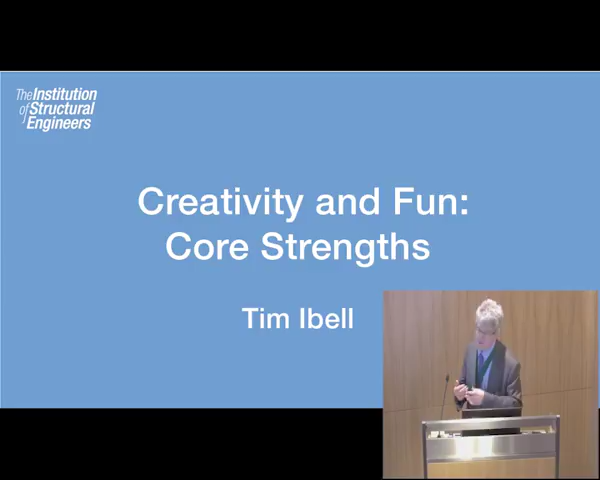 The Institution
of Structural
Engineers
Creativity and Fun:
Core Strengths
Tim Ibell